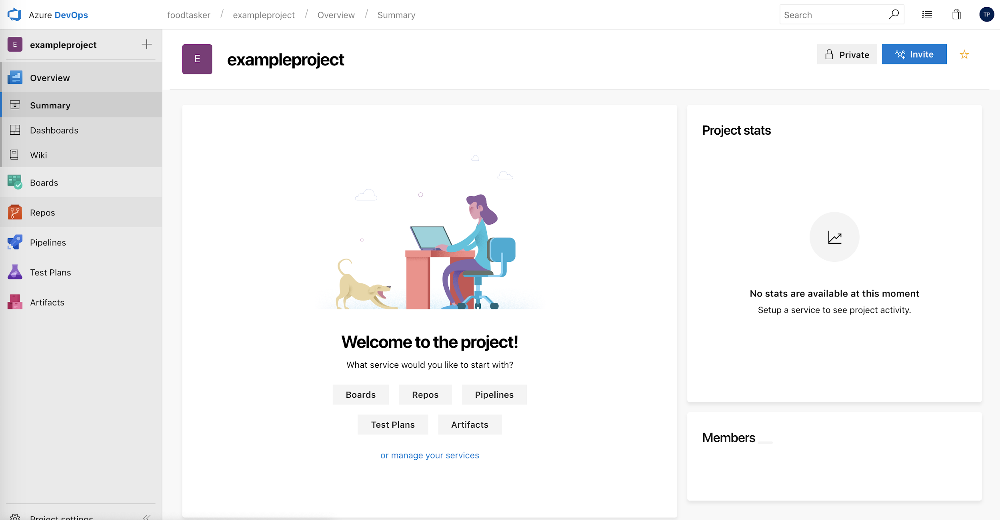 Azure DevOps
foodtasker / exampleproject / Overview / Summary
Search
TP
E exampleproject
Overview
Summary
Dashboards
Wiki
Boards
Repos
Pipelines
Test Plans
Artifacts
Project settings
E exampleproject
Private
Invite
Welcome to the project!
What service would you like to start with?
Boards Repos Pipelines
Test Plans Artifacts
or manage your services
Project stats
No stats are available at this moment
Setup a service to see project activity.
Members